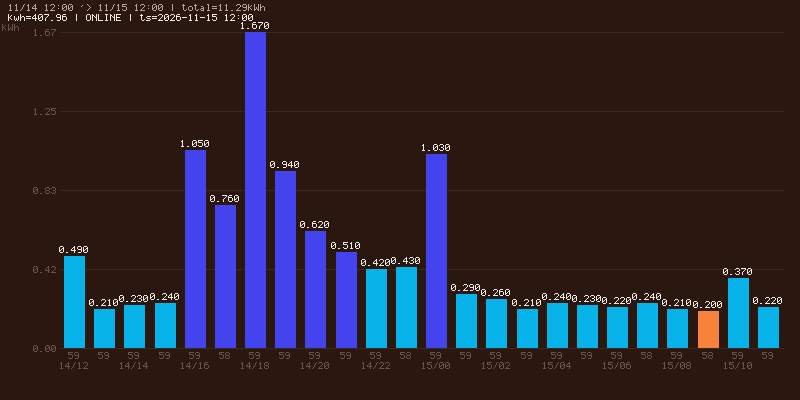 11/14 12:00 -> 11/15 12:00 | total=11.29kWh
Kwh=407.96 | ONLINE | ts=2026-11-15 12:00
kWh
1.67
1.25
0.83
0.42
0.00
0.490 0.210 0.230 0.240 1.050 0.760 1.670 0.940 0.620 0.510 0.420 0.430 1.030 0.290 0.260 0.210 0.240 0.230 0.220 0.240 0.210 0.200 0.370 0.220
59 59 59 59 59 58 59 59 59 59 59 58 59 59 59 59 59 59 59 58 59 58 59 59
14/12 14/14 14/16 14/18 14/20 14/22 15/00 15/02 15/04 15/06 15/08 15/10